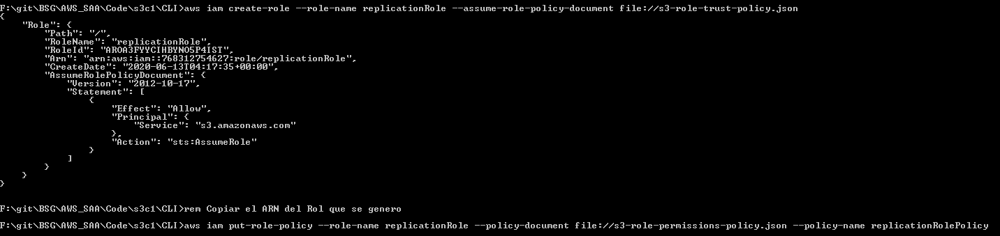 F:\git\BSG\AWS_SAA\Code\s3c1\CLI>aws iam create-role --role-name replicationRole --assume-role-policy-document file://s3-role-trust-policy.json
{
    "Role": {
        "Path": "/",
        "RoleName": "replicationRole",
        "RoleId": "AROA3FYYCIHBYNO5P4IST",
        "Arn": "arn:aws:iam::768312754627:role/replicationRole",
        "CreateDate": "2020-06-13T04:17:35+00:00",
        "AssumeRolePolicyDocument": {
            "Version": "2012-10-17",
            "Statement": [
                {
                    "Effect": "Allow",
                    "Principal": {
                        "Service": "s3.amazonaws.com"
                    },
                    "Action": "sts:AssumeRole"
                }
            ]
        }
    }
}
F:\git\BSG\AWS_SAA\Code\s3c1\CLI>rem Copiar el ARN del Rol que se genero
F:\git\BSG\AWS_SAA\Code\s3c1\CLI>aws iam put-role-policy --role-name replicationRole --policy-document file://s3-role-permissions-policy.json --policy-name replicationRolePolicy